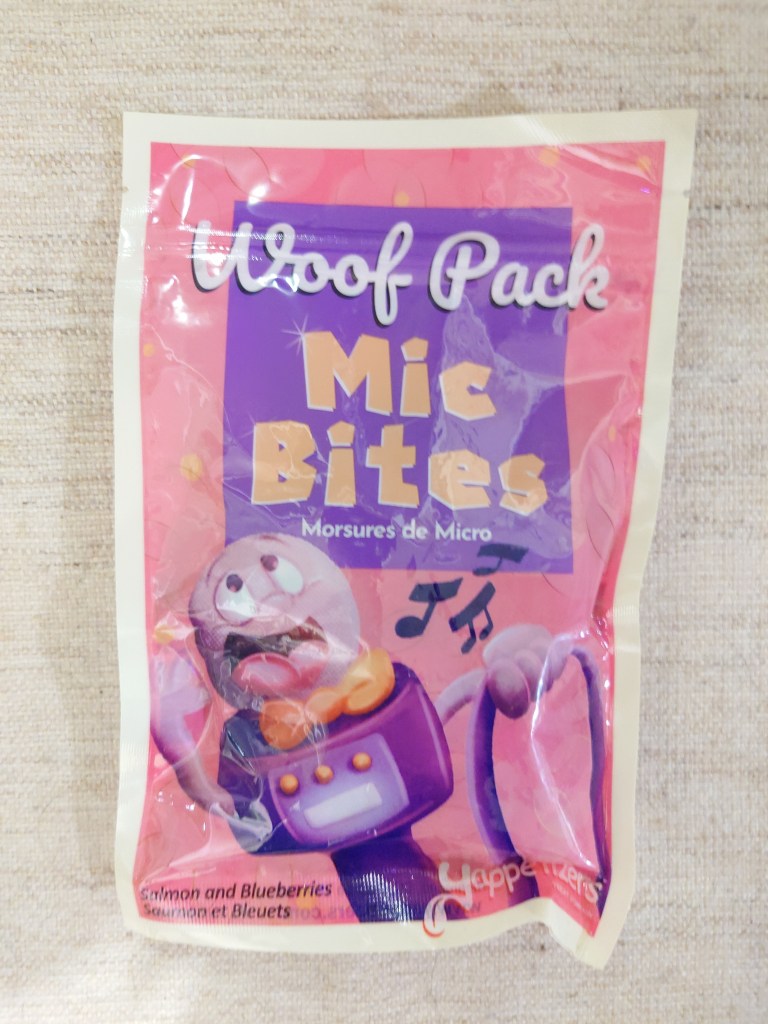 Woof Pack
Mic
Bites
Morsures de Micro
Yappetizers
Salmon and Blueberries
Saumon et Bleuets